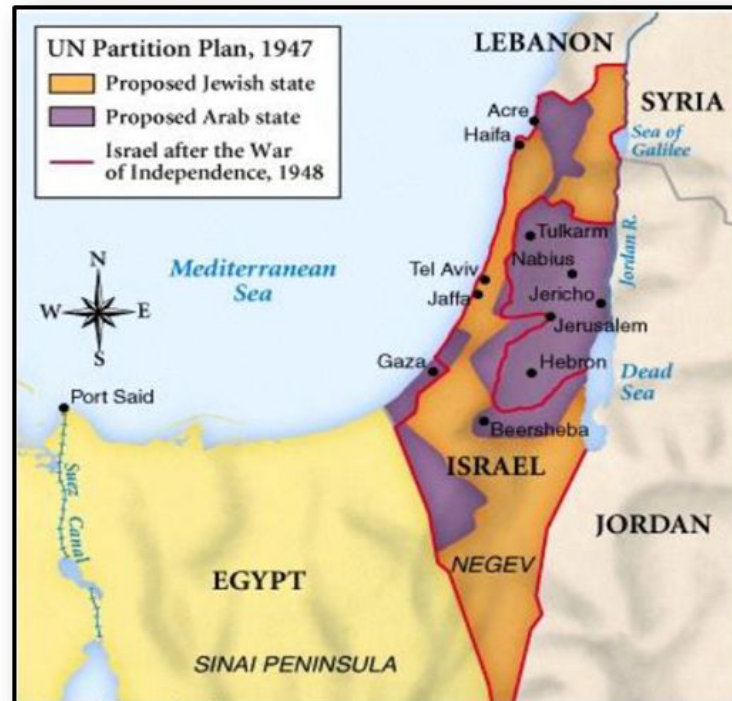 UN Partition Plan, 1947
Proposed Jewish state
Proposed Arab state
Israel after the War
of Independence, 1948
LEBANON
SYRIA
Acre
Haifa
Sea of
Galilee
Tulkarm
Nabius
Jordan R.
Mediterranean
Sea
Tel Aviv
Jaffa
Jericho
Jerusalem
N
W
E
S
Gaza
Hebron
Dead
Sea
Port Said
Beersheba
ISRAEL
Suez
Canal
JORDAN
EGYPT
NEGEV
SINAI PENINSULA